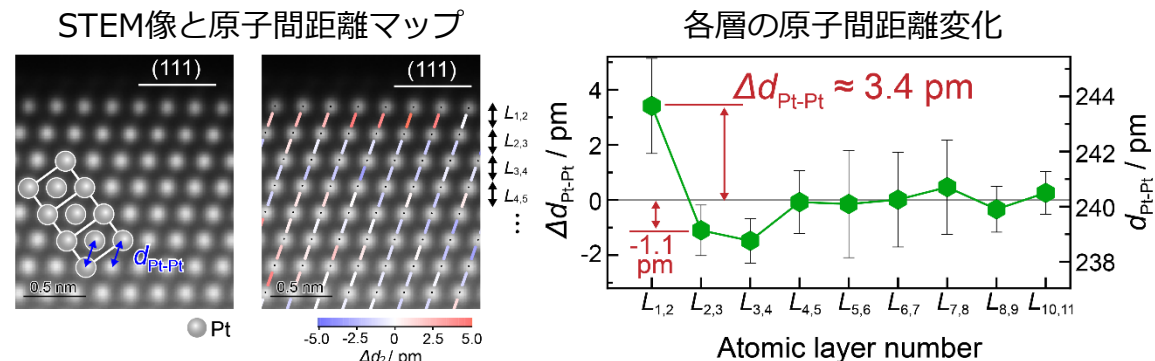 STEM像と原子間距離マップ
各層の原子間距離変化
(111)
(111)
L1,2
L2,3
L3,4
L4,5
⋮
dPt-Pt
0.5 nm
0.5 nm
Pt
-5.0 -2.5 0 2.5 5.0
Δd2/ pm
ΔdPt-Pt / pm
4
2
0
-2
ΔdPt-Pt ≈ 3.4 pm
-1.1
pm
244
242
240
238
dPt-Pt / pm
L1,2 L2,3 L3,4 L4,5 L5,6 L6,7 L7,8 L8,9 L10,11
Atomic layer number